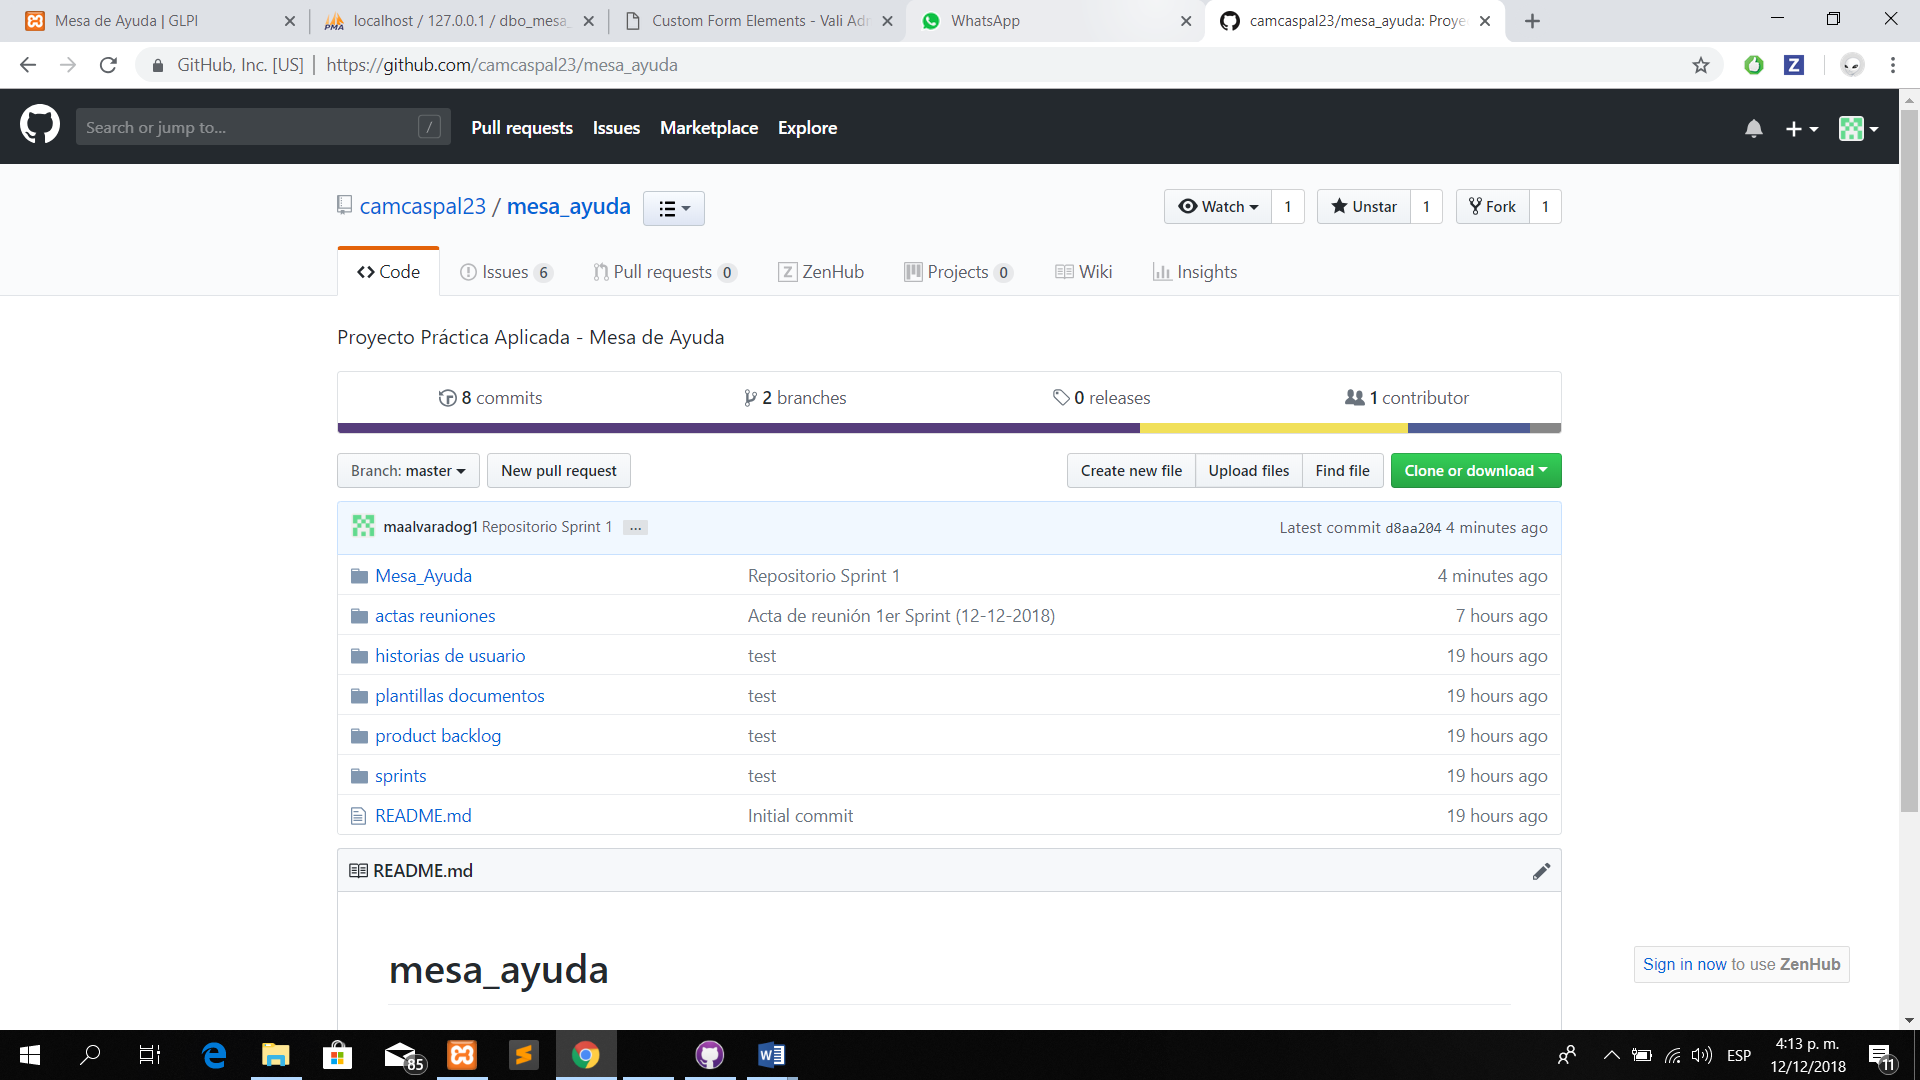 Mesa de Ayuda | GLPI
localhost / 127.0.0.1 / dbo_mesa_
Custom Form Elements - Vali Adr
WhatsApp
camcaspal23/mesa_ayuda: Proye
GitHub, Inc. [US] | https://github.com/camcaspal23/mesa_ayuda
Z
Search or jump to...
/
Pull requests Issues Marketplace Explore
camcaspal23 / mesa_ayuda
Watch 1
Unstar 1
Fork 1
Code
Issues 6
Pull requests 0
ZenHub
Projects 0
Wiki
Insights
Proyecto Práctica Aplicada - Mesa de Ayuda
8 commits
2 branches
0 releases
1 contributor
Branch: master
New pull request
Create new file
Upload files
Find file
Clone or download
maalvaradog1 Repositorio Sprint 1 ...
Latest commit d8aa204 4 minutes ago
Mesa_Ayuda Repositorio Sprint 1 4 minutes ago
actas reuniones Acta de reunión 1er Sprint (12-12-2018) 7 hours ago
historias de usuario test 19 hours ago
plantillas documentos test 19 hours ago
product backlog test 19 hours ago
sprints test 19 hours ago
README.md Initial commit 19 hours ago
README.md
mesa_ayuda
Sign in now to use ZenHub
85
ESP
4:13 p. m.
12/12/2018
11